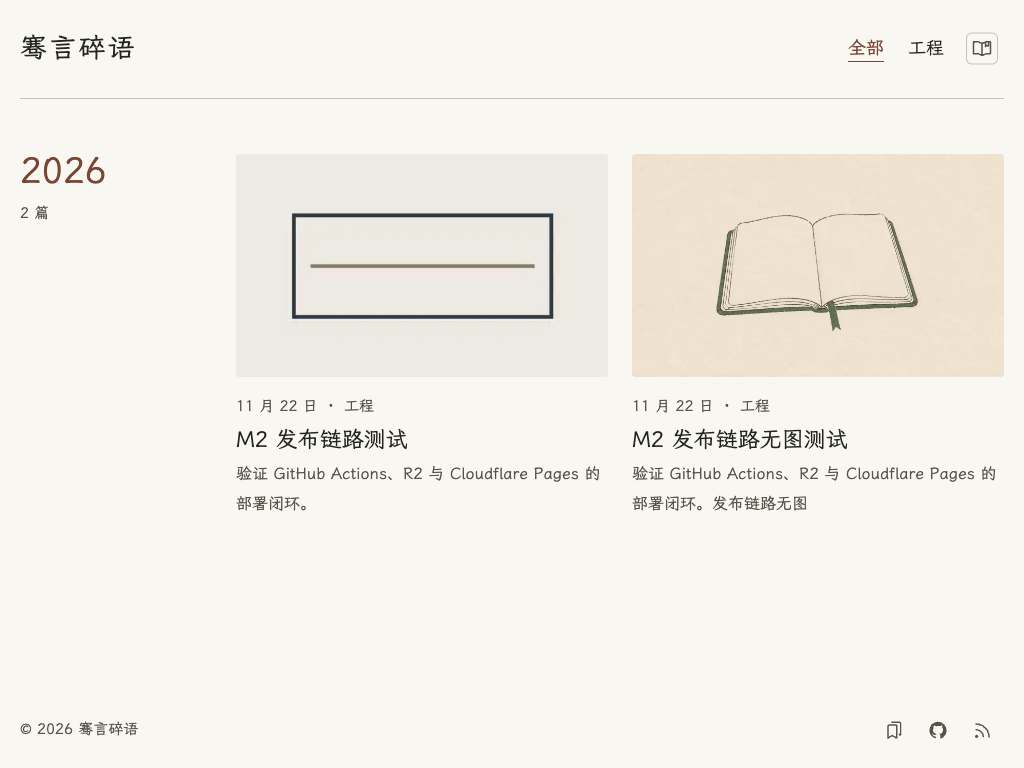 骞言碎语
全部
工程
2026
2 篇
11 月 22 日 · 工程
M2 发布链路测试
验证 GitHub Actions、R2 与 Cloudflare Pages 的
部署闭环。
11 月 22 日 · 工程
M2 发布链路无图测试
验证 GitHub Actions、R2 与 Cloudflare Pages 的
部署闭环。发布链路无图
© 2026 骞言碎语